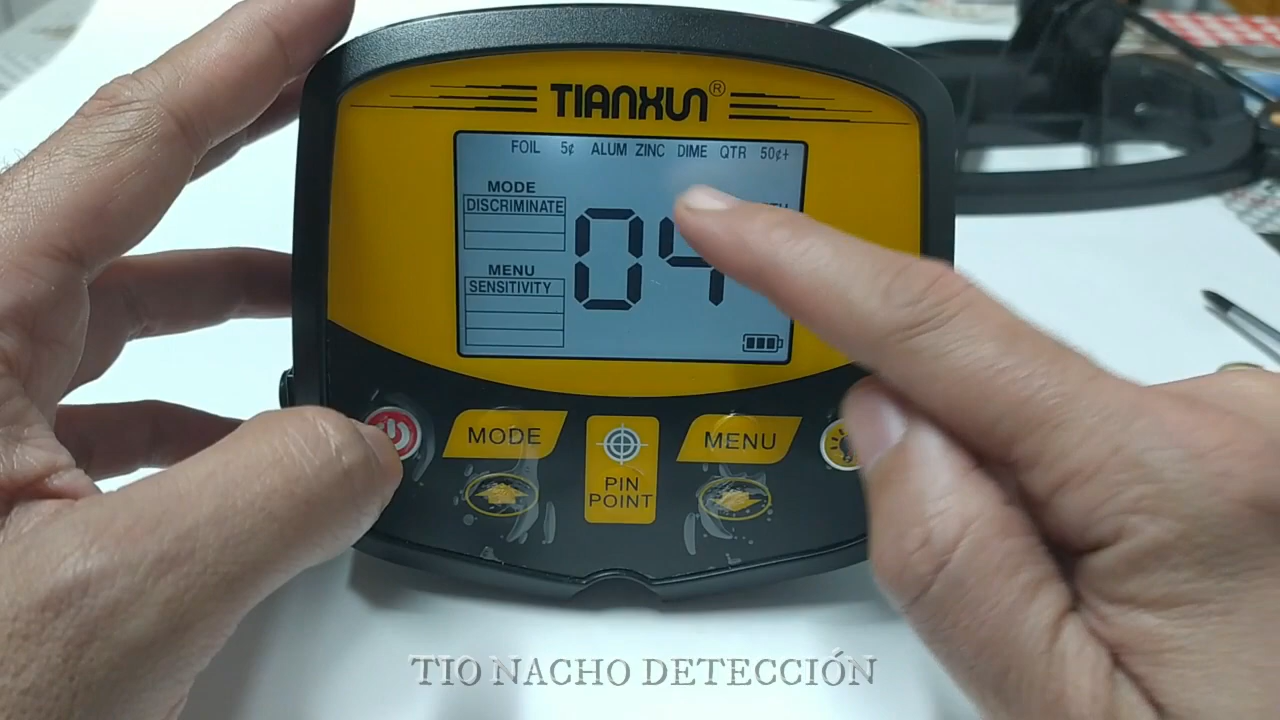 TIANXUN®
FOIL 5¢ ALUM ZINC DIME QTR 50¢+
MODE
DISCRIMINATE
04
MENU
SENSITIVITY
MODE
MENU
PIN
POINT
TIO NACHO DETECCIÓN